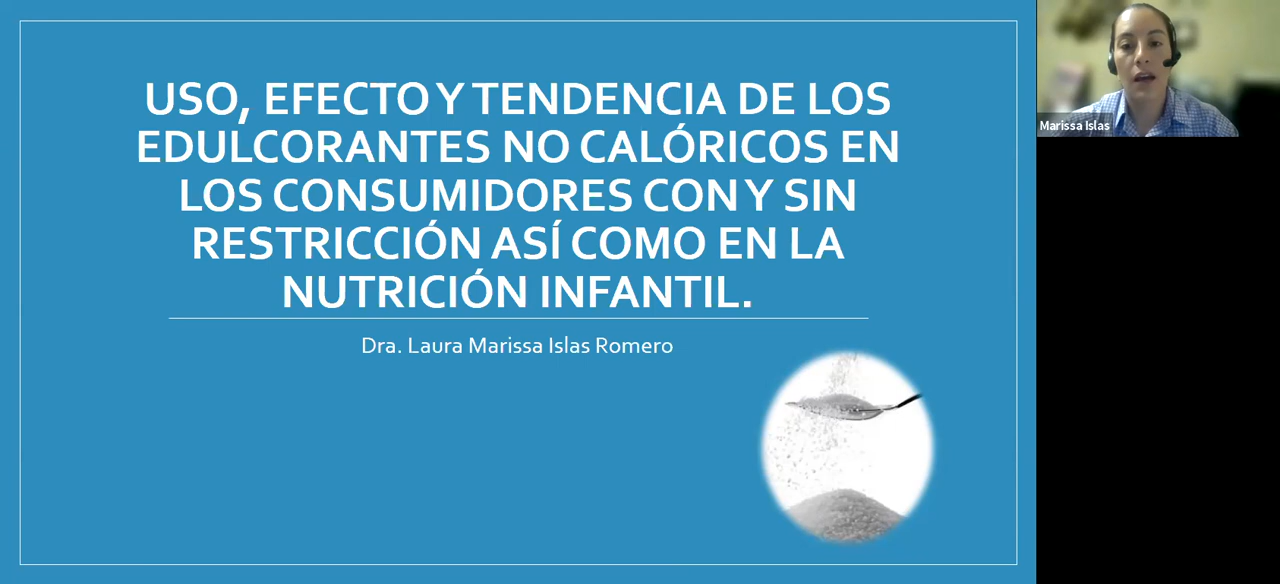 USO, EFECTO Y TENDENCIA DE LOS
EDULCORANTES NO CALÓRICOS EN
LOS CONSUMIDORES CON Y SIN
RESTRICCIÓN ASÍ COMO EN LA
NUTRICIÓN INFANTIL.
Dra. Laura Marissa Islas Romero
Marissa Islas